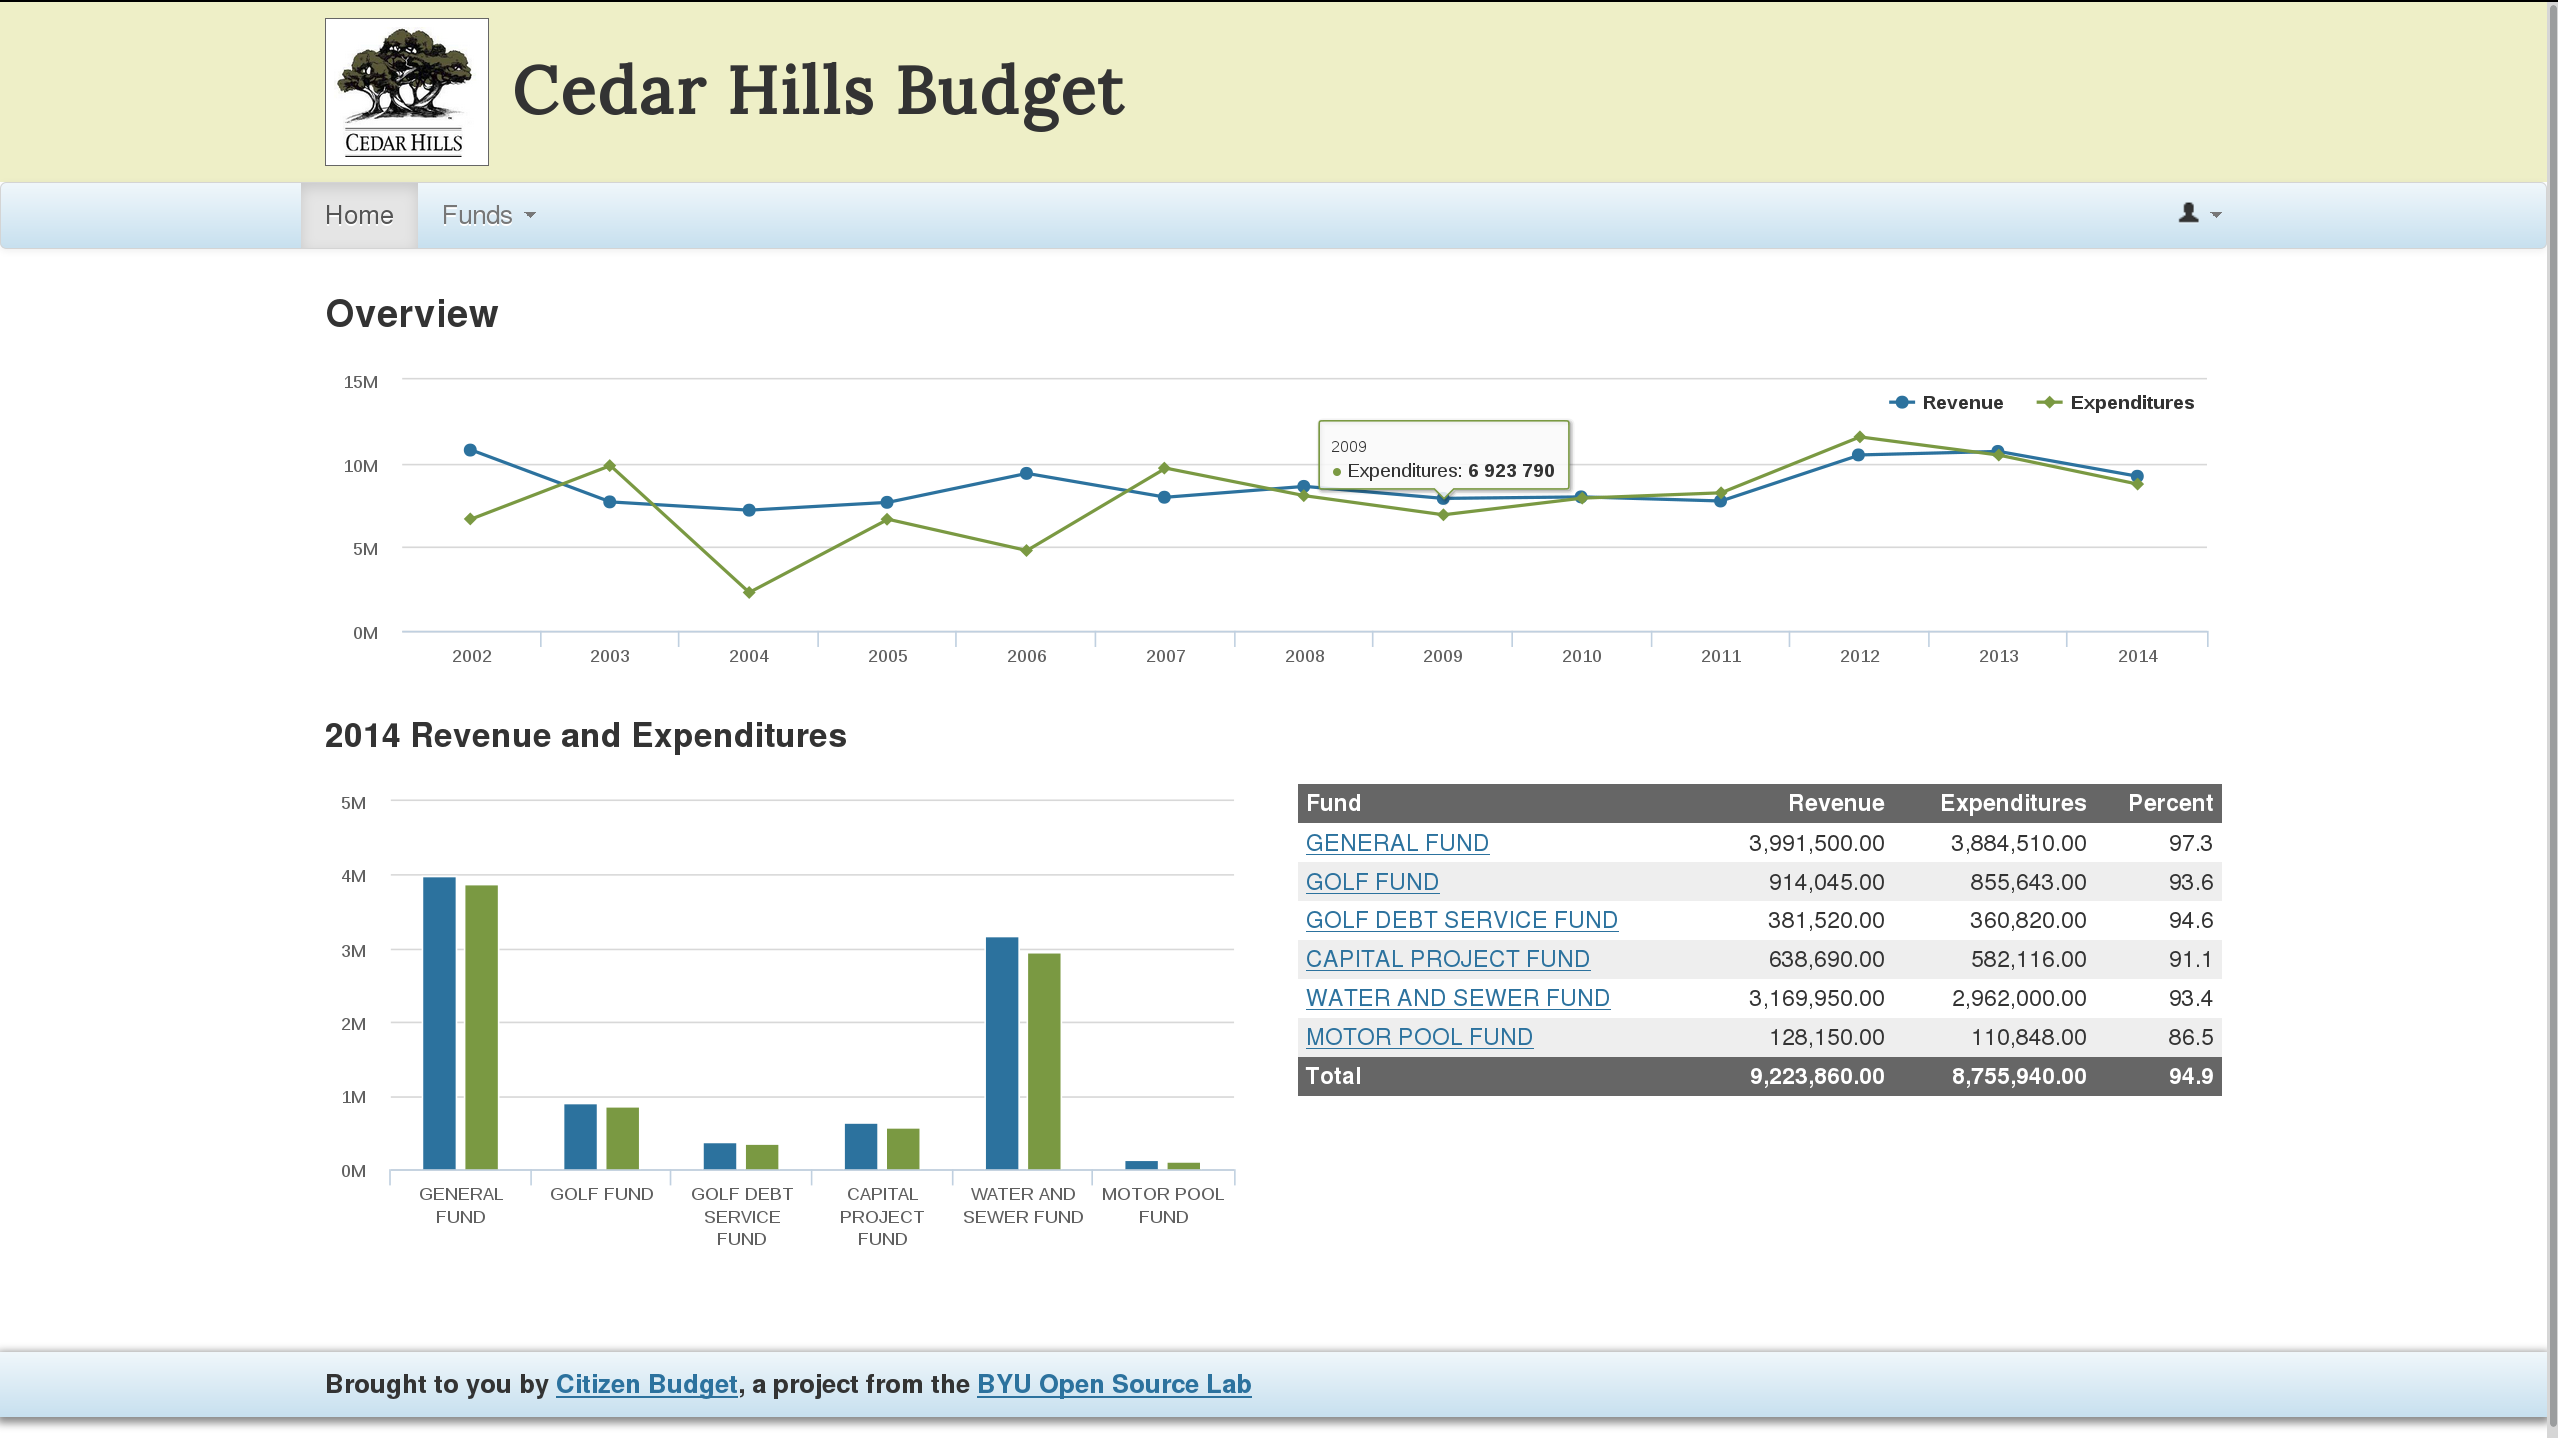 CEDAR HILLS
Cedar Hills Budget
Home Funds
Overview
15M
10M
5M
0M
Revenue Expenditures
2009
Expenditures: 6 923 790
2002 2003 2004 2005 2006 2007 2008 2009 2010 2011 2012 2013 2014
2014 Revenue and Expenditures
5M
4M
3M
2M
1M
0M
GENERAL FUND
GOLF FUND
GOLF DEBT SERVICE FUND
CAPITAL PROJECT FUND
WATER AND SEWER FUND
MOTOR POOL FUND
Fund Revenue Expenditures Percent
GENERAL FUND 3,991,500.00 3,884,510.00 97.3
GOLF FUND 914,045.00 855,643.00 93.6
GOLF DEBT SERVICE FUND 381,520.00 360,820.00 94.6
CAPITAL PROJECT FUND 638,690.00 582,116.00 91.1
WATER AND SEWER FUND 3,169,950.00 2,962,000.00 93.4
MOTOR POOL FUND 128,150.00 110,848.00 86.5
Total 9,223,860.00 8,755,940.00 94.9
Brought to you by Citizen Budget, a project from the BYU Open Source Lab